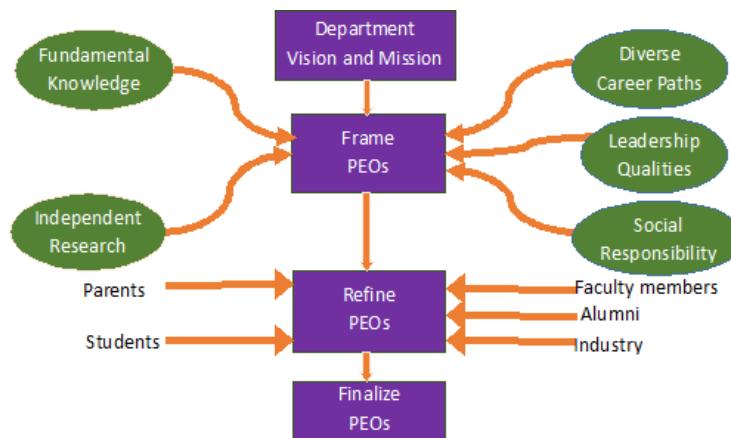 Department
Vision and Mission
Fundamental
Knowledge
Diverse
Career Paths
Frame
PEOs
Leadership
Qualities
Independent
Research
Social
Responsibility
Parents
Refine
PEOs
Faculty members
Alumni
Students
Industry
Finalize
PEOs